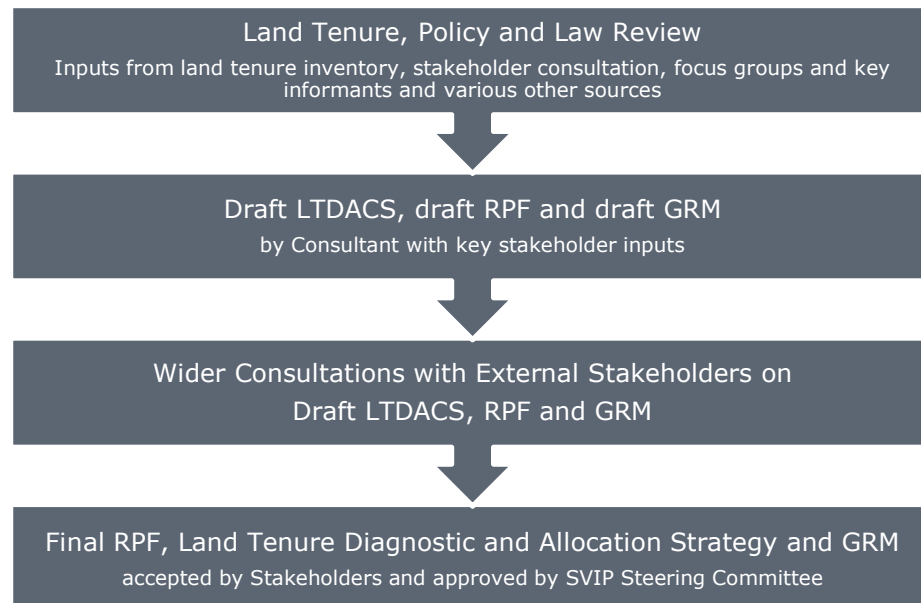 Land Tenure, Policy and Law Review
Inputs from land tenure inventory, stakeholder consultation, focus groups and key
informants and various other sources
Draft LTDACS, draft RPF and draft GRM
by Consultant with key stakeholder inputs
Wider Consultations with External Stakeholders on
Draft LTDACS, RPF and GRM
Final RPF, Land Tenure Diagnostic and Allocation Strategy and GRM
accepted by Stakeholders and approved by SVIP Steering Committee